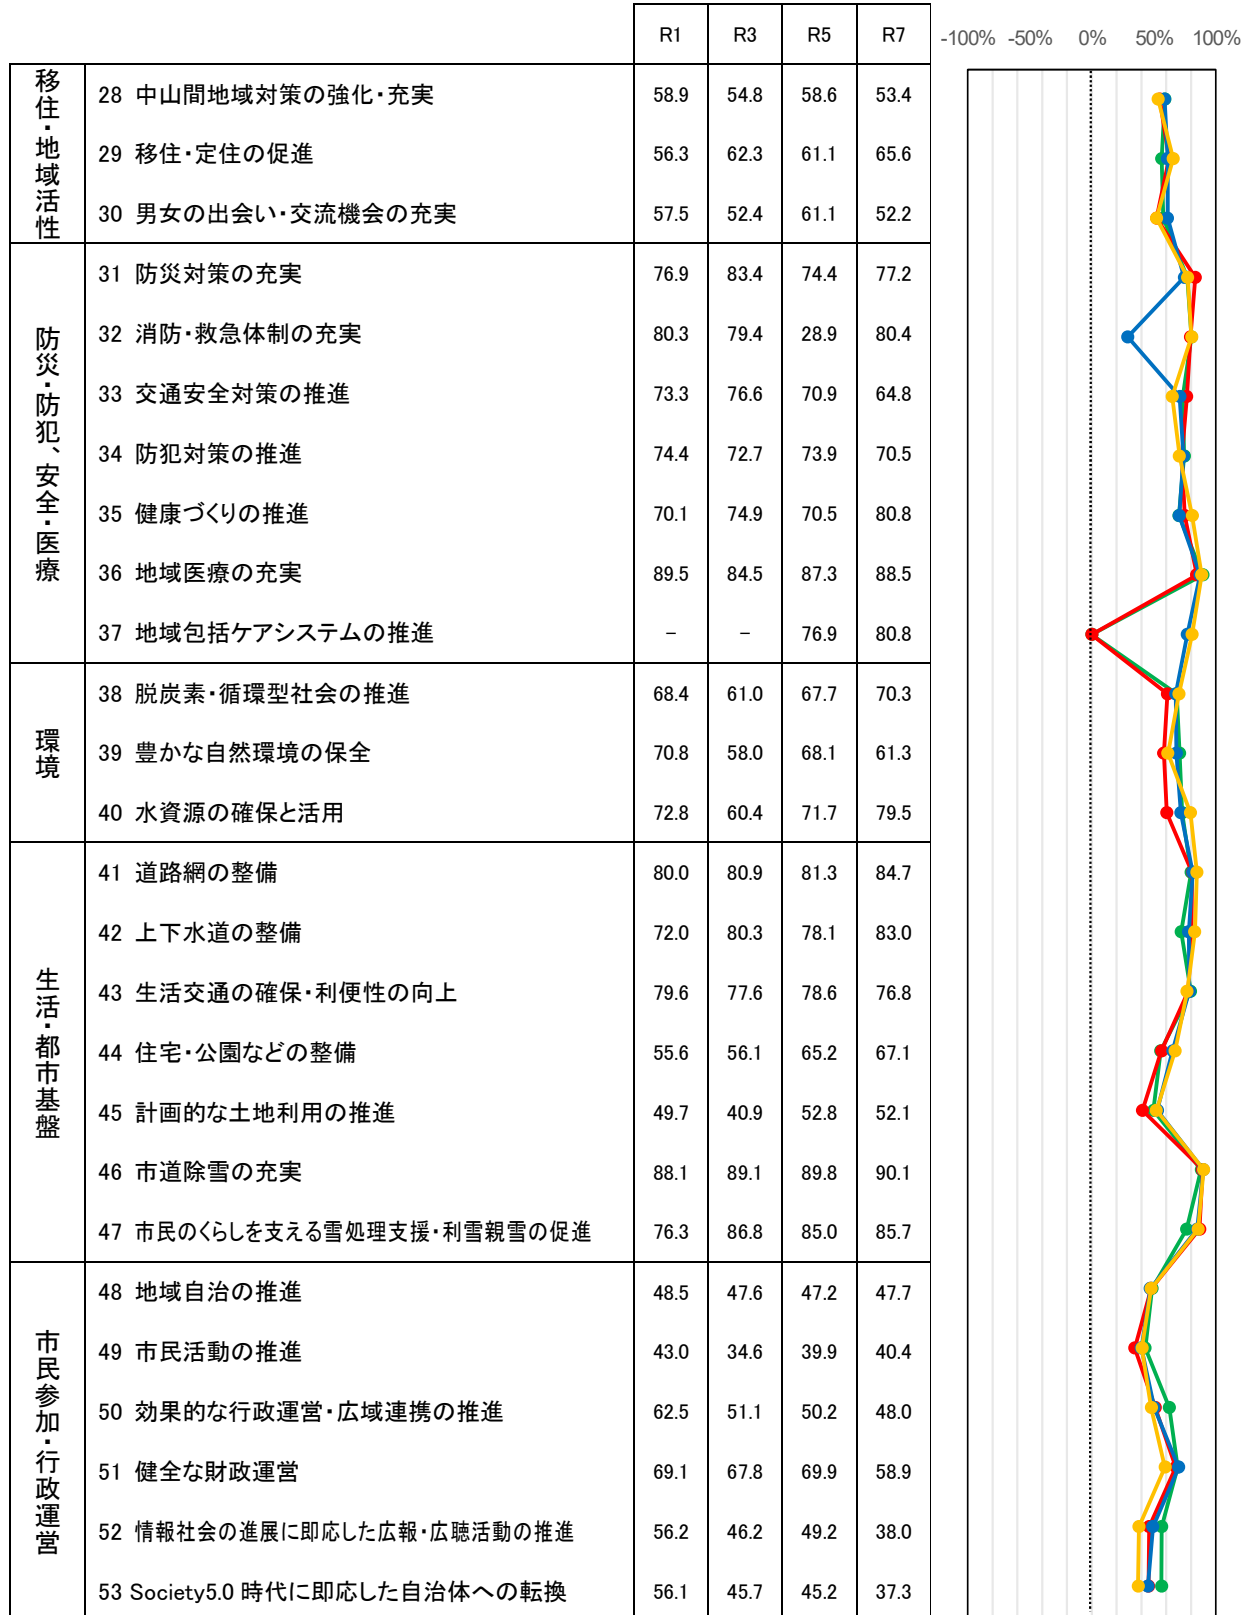 R1 R3 R5 R7 -100% -50% 0% 50% 100%
移住・地域活性
28 中山間地域対策の強化・充実 58.9 54.8 58.6 53.4
29 移住・定住の促進 56.3 62.3 61.1 65.6
30 男女の出会い・交流機会の充実 57.5 52.4 61.1 52.2
防災・防犯、安全・医療
31 防災対策の充実 76.9 83.4 74.4 77.2
32 消防・救急体制の充実 80.3 79.4 28.9 80.4
33 交通安全対策の推進 73.3 76.6 70.9 64.8
34 防犯対策の推進 74.4 72.7 73.9 70.5
35 健康づくりの推進 70.1 74.9 70.5 80.8
36 地域医療の充実 89.5 84.5 87.3 88.5
37 地域包括ケアシステムの推進 － － 76.9 80.8
環境
38 脱炭素・循環型社会の推進 68.4 61.0 67.7 70.3
39 豊かな自然環境の保全 70.8 58.0 68.1 61.3
40 水資源の確保と活用 72.8 60.4 71.7 79.5
生活・都市基盤
41 道路網の整備 80.0 80.9 81.3 84.7
42 上下水道の整備 72.0 80.3 78.1 83.0
43 生活交通の確保・利便性の向上 79.6 77.6 78.6 76.8
44 住宅・公園などの整備 55.6 56.1 65.2 67.1
45 計画的な土地利用の推進 49.7 40.9 52.8 52.1
46 市道除雪の充実 88.1 89.1 89.8 90.1
47 市民のくらしを支える雪処理支援・利雪親雪の促進 76.3 86.8 85.0 85.7
市民参加・行政運営
48 地域自治の推進 48.5 47.6 47.2 47.7
49 市民活動の推進 43.0 34.6 39.9 40.4
50 効果的な行政運営・広域連携の推進 62.5 51.1 50.2 48.0
51 健全な財政運営 69.1 67.8 69.9 58.9
52 情報社会の進展に即応した広報・広聴活動の推進 56.2 46.2 49.2 38.0
53 Society5.0 時代に即応した自治体への転換 56.1 45.7 45.2 37.3